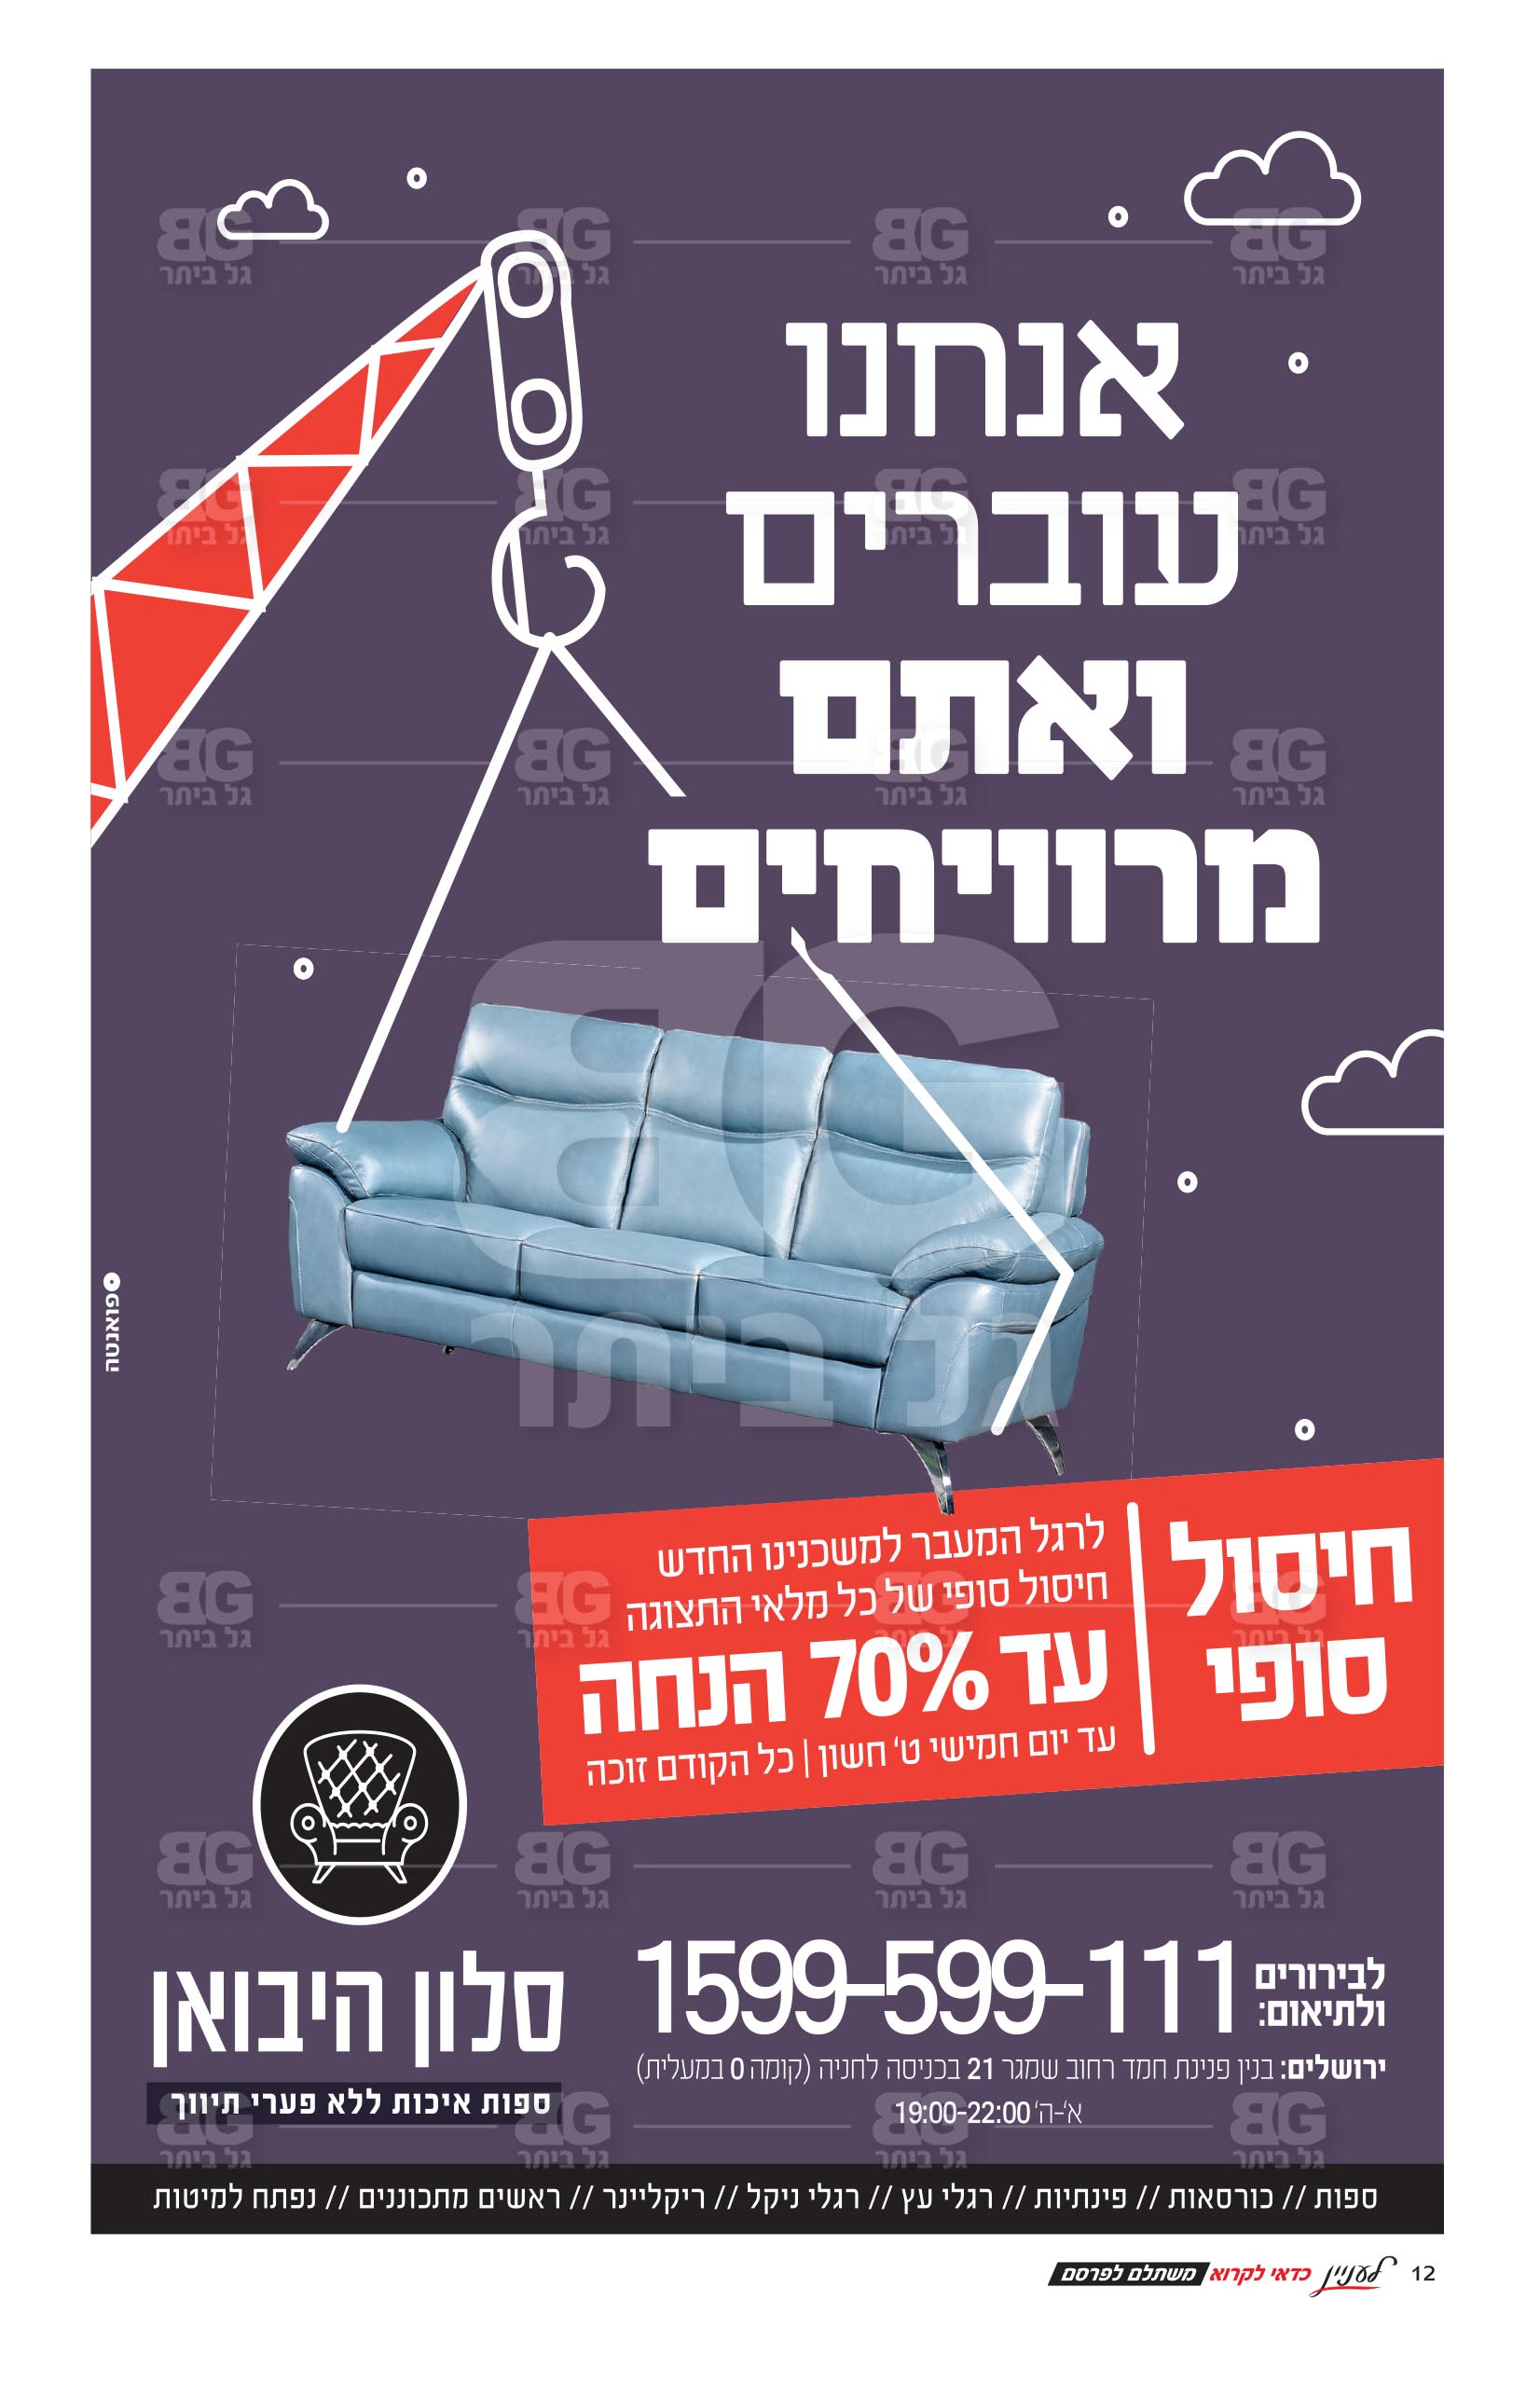 אנחנו
עוברים
ואתם
מרוויחים
חיסול
סופי
לרגל המעבר למשכנינו החדש
חיסול סופי של כל מלאי התצוגה
עד 70% הנחה
עד יום חמישי ט' חשון | כל הקודם זוכה
פואנטה
לבירורים
ולתיאום:
1599-599-111
ירושלים: בנין פנינת חמד רחוב שמגר 21 בכניסה לחניה (קומה 0 במעלית)
א'-ה' 19:00-22:00
סלון היבואן
ספות איכות ללא פערי תיווך
ספות // כורסאות // פינתיות // רגלי עץ // רגלי ניקל // ריקליינר // ראשים מתכווננים // נפתח למיטות
12 לעניין כדאי לקרוא משתלם לפרסם
BG
גל ביתר